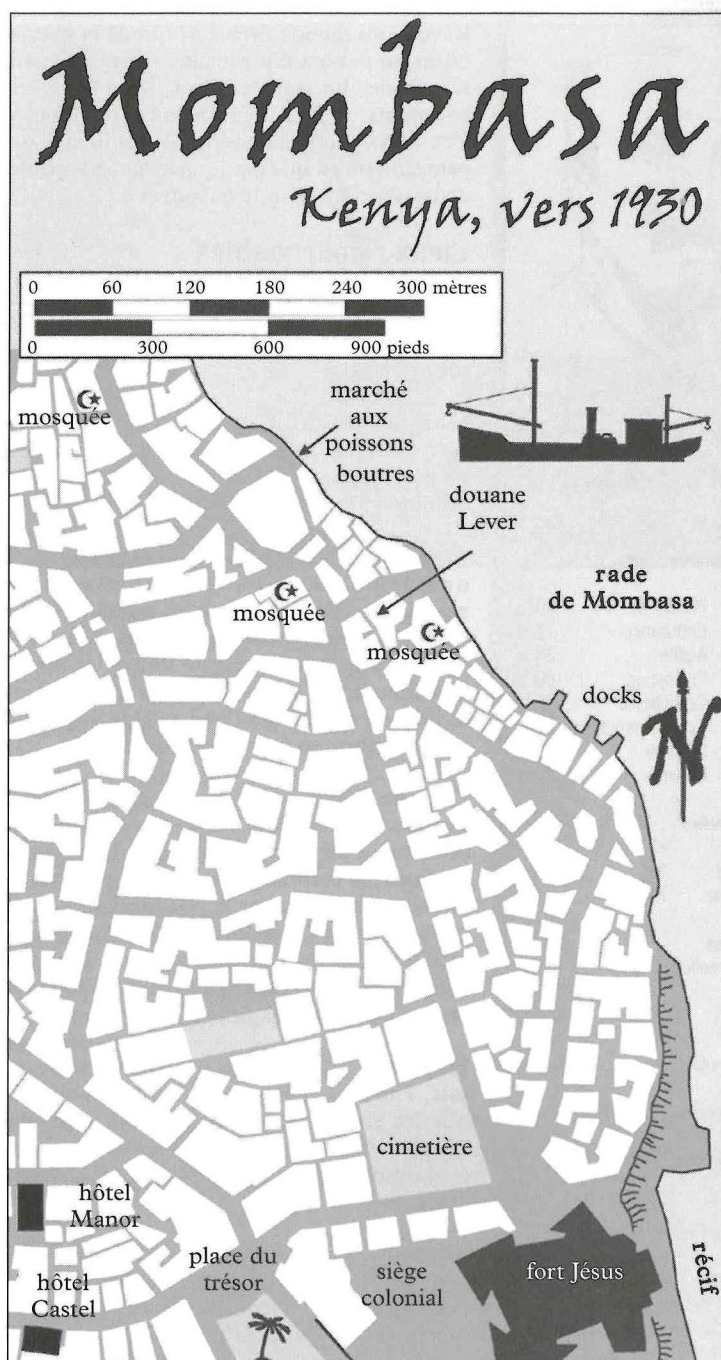 Mombasa
Kenya, vers 1930
0 60 120 180 240 300 mètres
0 300 600 900 pieds
mosquée
marché
aux
poissons
boutres
douane
Lever
rade
de Mombasa
mosquée
mosquée
docks
N
cimetière
hôtel
Manor
place du
trésor
siège
colonial
fort Jésus
récif
hôtel
Castel